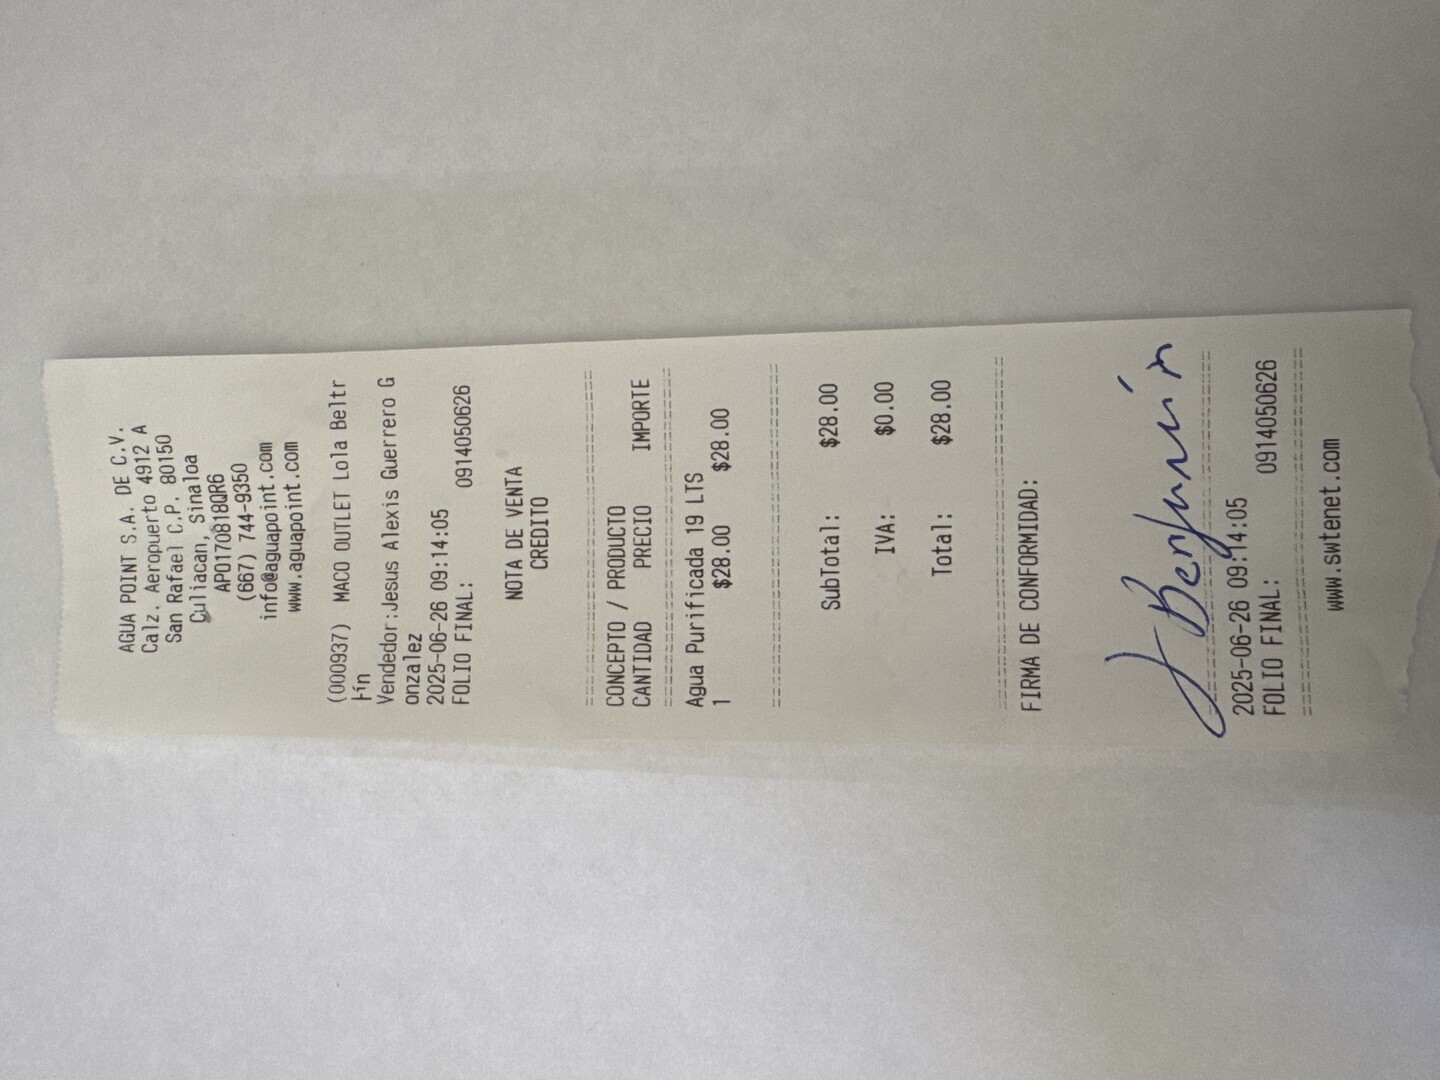 AGUA POINT S.A. DE C.V.
Calz. Aeropuerto 4912 A
San Rafael C.P. 80150
Culiacan, Sinaloa
APO170818QR6
(667) 744-9350
info@aguapoint.com
www.aguapoint.com
(000937) MACO OUTLET Lola Beltr
án
Vendedor:Jesus Alexis Guerrero G
onzalez
2025-06-26 09:14:05
FOLIO FINAL: 0914050626
NOTA DE VENTA
CREDITO
CONCEPTO / PRODUCTO
CANTIDAD PRECIO IMPORTE
Agua Purificada 19 LTS
1 $28.00 $28.00
SubTotal: $28.00
IVA: $0.00
Total: $28.00
FIRMA DE CONFORMIDAD:
Benjamín
2025-06-26 09:14:05
FOLIO FINAL: 0914050626
www.swtenet.com